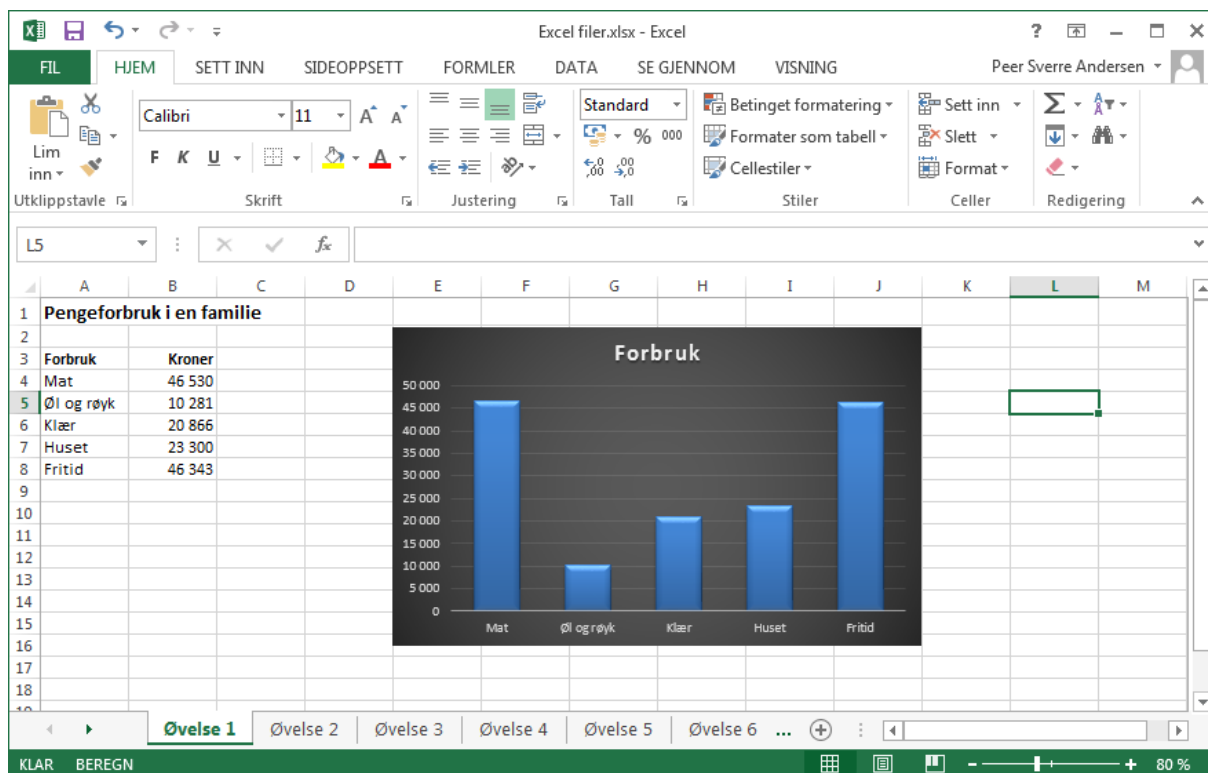 Excel filer.xlsx - Excel
FIL HJEM SETT INN SIDEOPPSETT FORMLER DATA SE GJENNOM VISNING Peer Sverre Andersen
Lim inn
Calibri 11
F K U A
Standard
% 000
Betinget formatering
Formater som tabell
Cellestiler
Sett inn
Slett
Format
Utklippstavle Skrift Justering Tall Stiler Celler Redigering
L5 fx
A B C D E F G H I J K L M
1 Pengeforbruk i en familie
2
3 Forbruk Kroner
4 Mat 46 530
5 Øl og røyk 10 281
6 Klær 20 866
7 Huset 23 300
8 Fritid 46 343
9
10
11
12
13
14
15
16
17
18
Forbruk
50 000
45 000
40 000
35 000
30 000
25 000
20 000
15 000
10 000
5 000
0
Mat Øl og røyk Klær Huset Fritid
Øvelse 1 Øvelse 2 Øvelse 3 Øvelse 4 Øvelse 5 Øvelse 6 ...
KLAR BEREGN 80 %